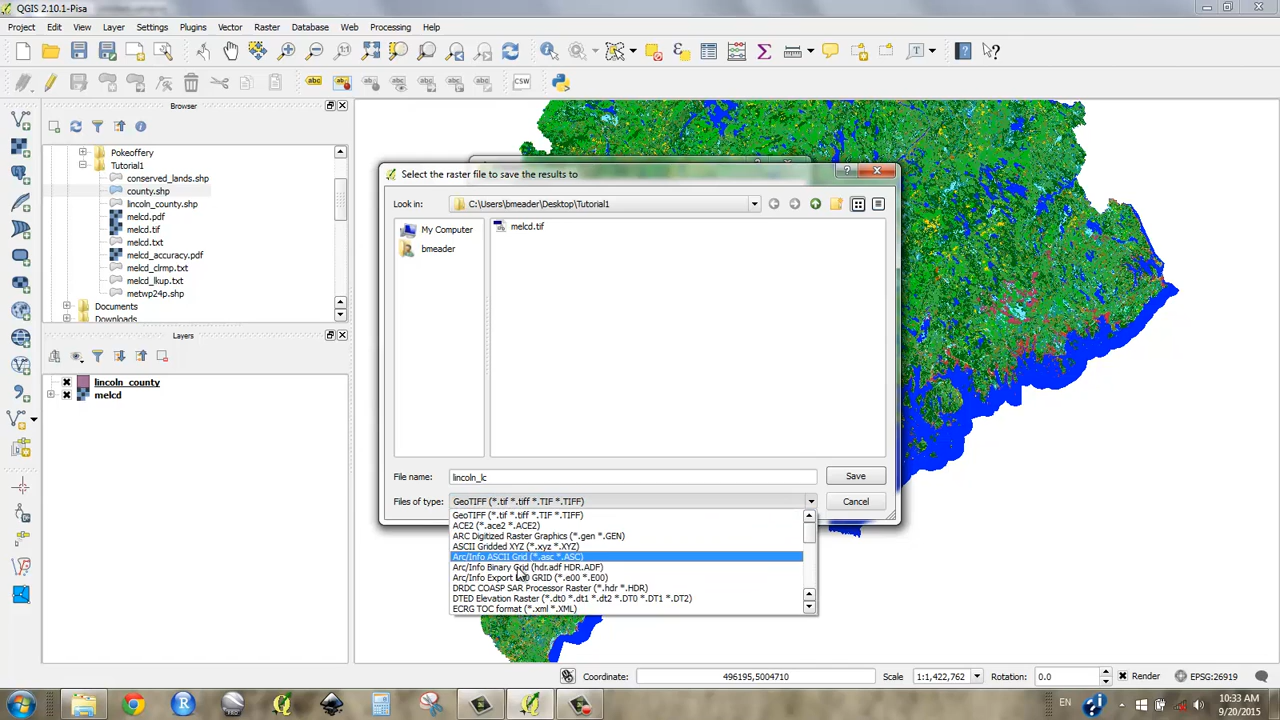 QGIS 2.10.1-Pisa
Project Edit View Layer Settings Plugins Vector Raster Database Web Processing Help
abc abc CSW
Browser
Pokeoffery
Tutorial1
conserved_lands.shp
county.shp
lincoln_county.shp
melcd.pdf
melcd.tif
melcd.txt
melcd_accuracy.pdf
melcd_clrmp.txt
melcd_lkup.txt
metwp24p.shp
Documents
Downloads
Layers
lincoln_county
melcd
Select the raster file to save the results to
Look in: C:\Users\bmeader\Desktop\Tutorial1
My Computer
bmeader
melcd.tif
File name: lincoln_lc Save
Files of type: GeoTIFF (*.tif *.tiff *.TIF *.TIFF) Cancel
GeoTIFF (*.tif *.tiff *.TIF *.TIFF)
ACE2 (*.ace2 *.ACE2)
ARC Digitized Raster Graphics (*.gen *.GEN)
ASCII Gridded XYZ (*.xyz *.XYZ)
Arc/Info ASCII Grid (*.asc *.ASC)
Arc/Info Binary Grid (hdr.adf HDR.ADF)
Arc/Info Export E00 GRID (*.e00 *.E00)
DRDC COASP SAR Processor Raster (*.hdr *.HDR)
DTED Elevation Raster (*.dt0 *.dt1 *.dt2 *.DT0 *.DT1 *.DT2)
ECRG TOC format (*.xml *.XML)
Coordinate: 496195,5004710 Scale 1:1,422,762 Rotation: 0.0 Render EPSG:26919
EN 10:33 AM
9/20/2015